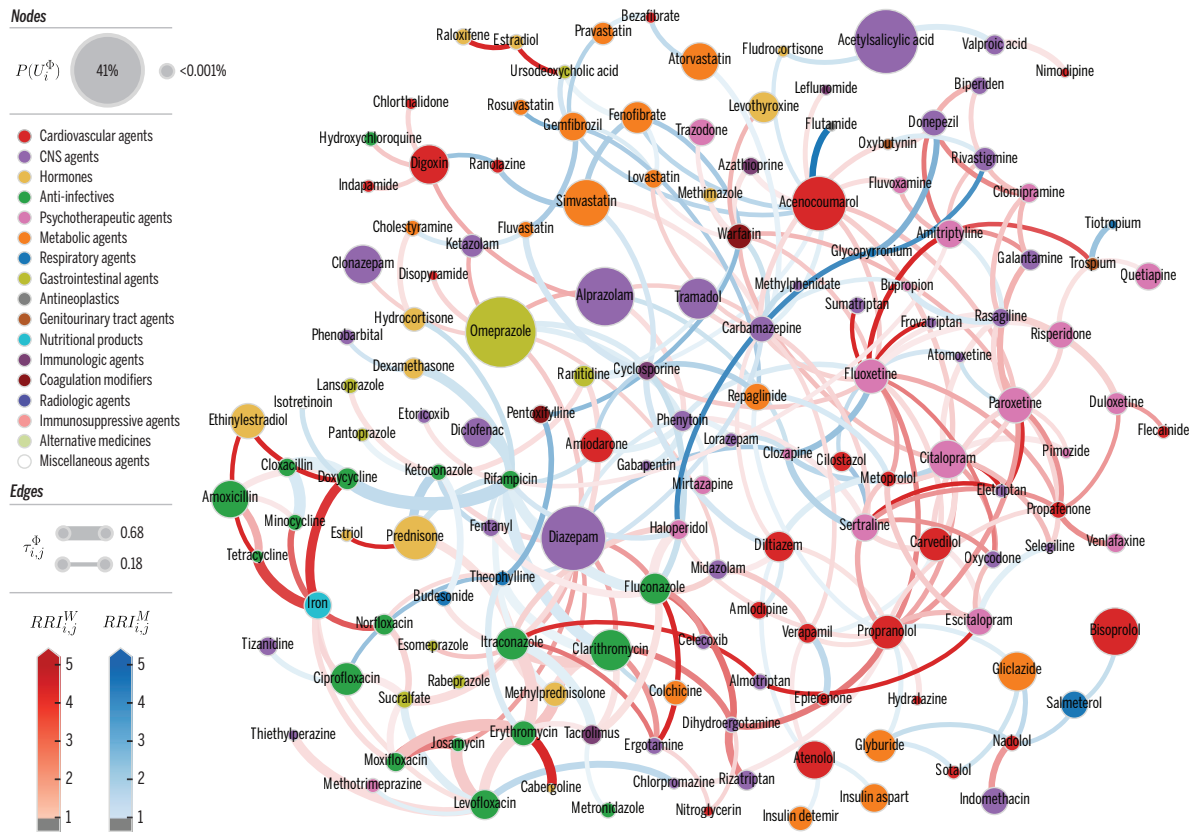 Nodes
P(U_i^Φ)
41%
<0.001%
Cardiovascular agents
CNS agents
Hormones
Anti-infectives
Psychotherapeutic agents
Metabolic agents
Respiratory agents
Gastrointestinal agents
Antineoplastics
Genitourinary tract agents
Nutritional products
Immunologic agents
Coagulation modifiers
Radiologic agents
Immunosuppressive agents
Alternative medicines
Miscellaneous agents
Edges
τ_{i,j}^Φ
0.68
0.18
RRI_{i,j}^W
RRI_{i,j}^M
5
4
3
2
1
5
4
3
2
1
Bezafibrate
Raloxifene
Estradiol
Pravastatin
Acetylsalicylic acid
Valproic acid
Fludrocortisone
Atorvastatin
Ursodeoxycholic acid
Nimodipine
Leflunomide
Biperiden
Chlorthalidone
Rosuvastatin
Levothyroxine
Fenofibrate
Gemfibrozil
Trazodone
Flutamide
Donepezil
Hydroxychloroquine
Oxybutynin
Rivastigmine
Digoxin
Ranolazine
Azathioprine
Lovastatin
Indapamide
Fluvoxamine
Methimazole
Clomipramine
Simvastatin
Acenocoumarol
Cholestyramine
Fluvastatin
Warfarin
Amitriptyline
Tiotropium
Ketazolam
Glycopyrronium
Clonazepam
Galantamine
Trospium
Disopyramide
Quetiapine
Methylphenidate
Bupropion
Alprazolam
Tramadol
Sumatriptan
Hydrocortisone
Rasagiline
Frovatriptan
Phenobarbital
Omeprazole
Carbamazepine
Risperidone
Atomoxetine
Dexamethasone
Ranitidine
Cyclosporine
Fluoxetine
Lansoprazole
Isotretinoin
Repaglinide
Paroxetine
Duloxetine
Etoricoxib
Pentoxifylline
Ethinylestradiol
Phenytoin
Diclofenac
Flecainide
Pantoprazole
Amiodarone
Lorazepam
Clozapine
Pimozide
Cilostazol
Citalopram
Cloxacillin
Ketoconazole
Gabapentin
Doxycycline
Rifampicin
Metoprolol
Mirtazapine
Eletriptan
Amoxicillin
Propafenone
Minocycline
Fentanyl
Haloperidol
Sertraline
Estriol
Prednisone
Diazepam
Diltiazem
Carvedilol
Selegiline
Venlafaxine
Tetracycline
Oxycodone
Midazolam
Theophylline
Fluconazole
Budesonide
Iron
Amlodipine
Norfloxacin
Verapamil
Propranolol
Escitalopram
Bisoprolol
Tizanidine
Esomeprazole
Itraconazole
Clarithromycin
Celecoxib
Gliclazide
Ciprofloxacin
Rabeprazole
Almotriptan
Sucralfate
Methylprednisolone
Colchicine
Eplerenone
Hydralazine
Salmeterol
Dihydroergotamine
Thiethylperazine
Erythromycin
Tacrolimus
Josamycin
Ergotamine
Glyburide
Nadolol
Moxifloxacin
Atenolol
Sotalol
Methotrimeprazine
Cabergoline
Chlorpromazine
Rizatriptan
Levofloxacin
Metronidazole
Nitroglycerin
Insulin aspart
Indomethacin
Insulin detemir